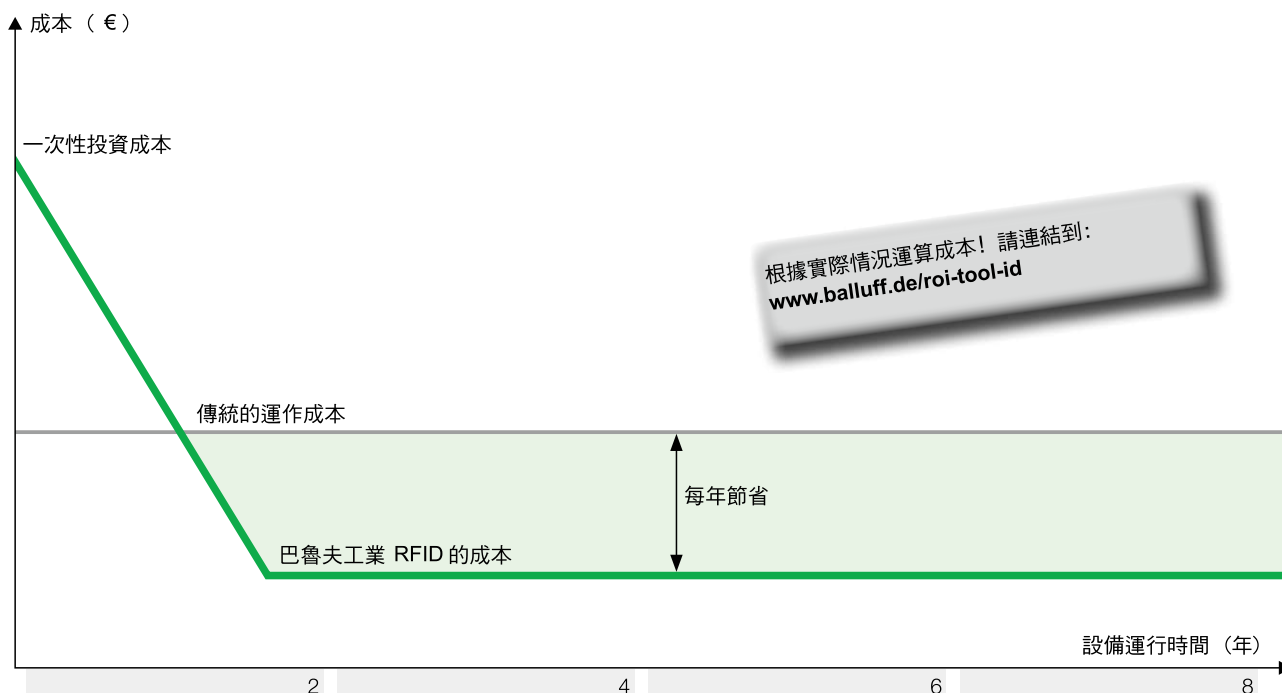 成本（ € ）
一次性投資成本
根據實際情況運算成本！請連結到：
www.balluff.de/roi-tool-id
傳統的運作成本
每年節省
巴魯夫工業 RFID 的成本
設備運行時間（年）
2 4 6 8